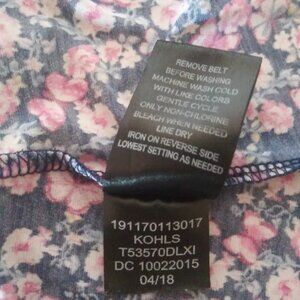 REMOVE BELT
BEFORE WASHING
MACHINE WASH COLD
WITH LIKE COLORS
GENTLE CYCLE
ONLY NON-CHLORINE
BLEACH WHEN NEEDED
LINE DRY
IRON ON REVERSE SIDE
LOWEST SETTING AS NEEDED
191170113017
KOHLS
T53570DLXI
DC 10022015
04/18